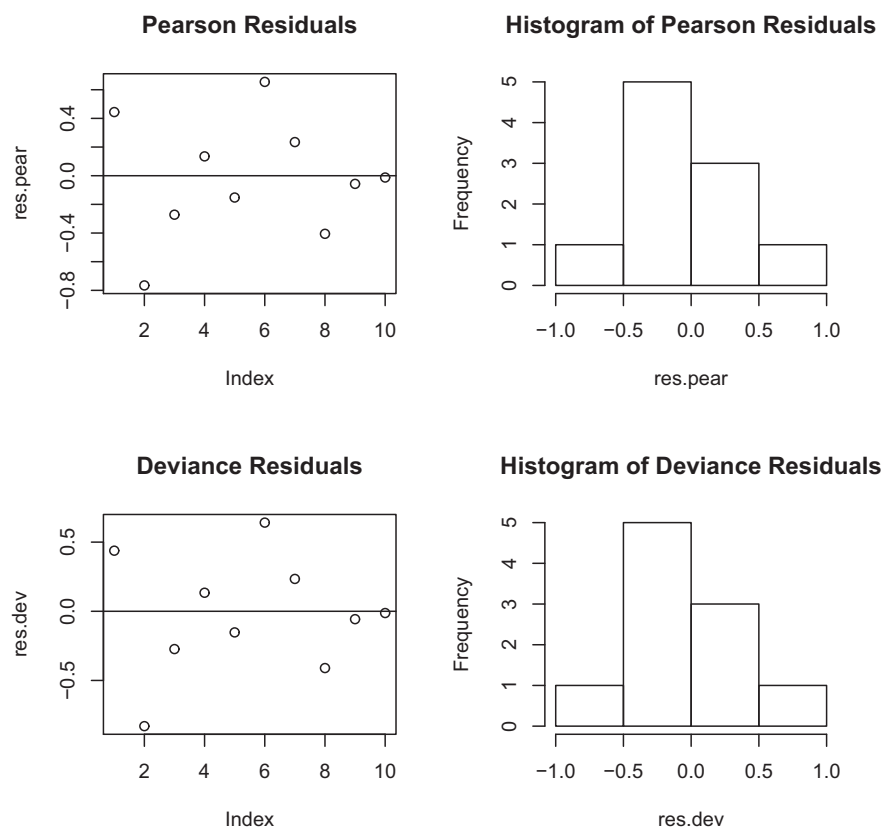 Pearson Residuals
res.pear
0.4
0.0
−0.4
−0.8
2 4 6 8 10
Index
Histogram of Pearson Residuals
Frequency
5
4
3
2
1
0
−1.0 −0.5 0.0 0.5 1.0
res.pear
Deviance Residuals
res.dev
0.5
0.0
−0.5
2 4 6 8 10
Index
Histogram of Deviance Residuals
Frequency
5
4
3
2
1
0
−1.0 −0.5 0.0 0.5 1.0
res.dev